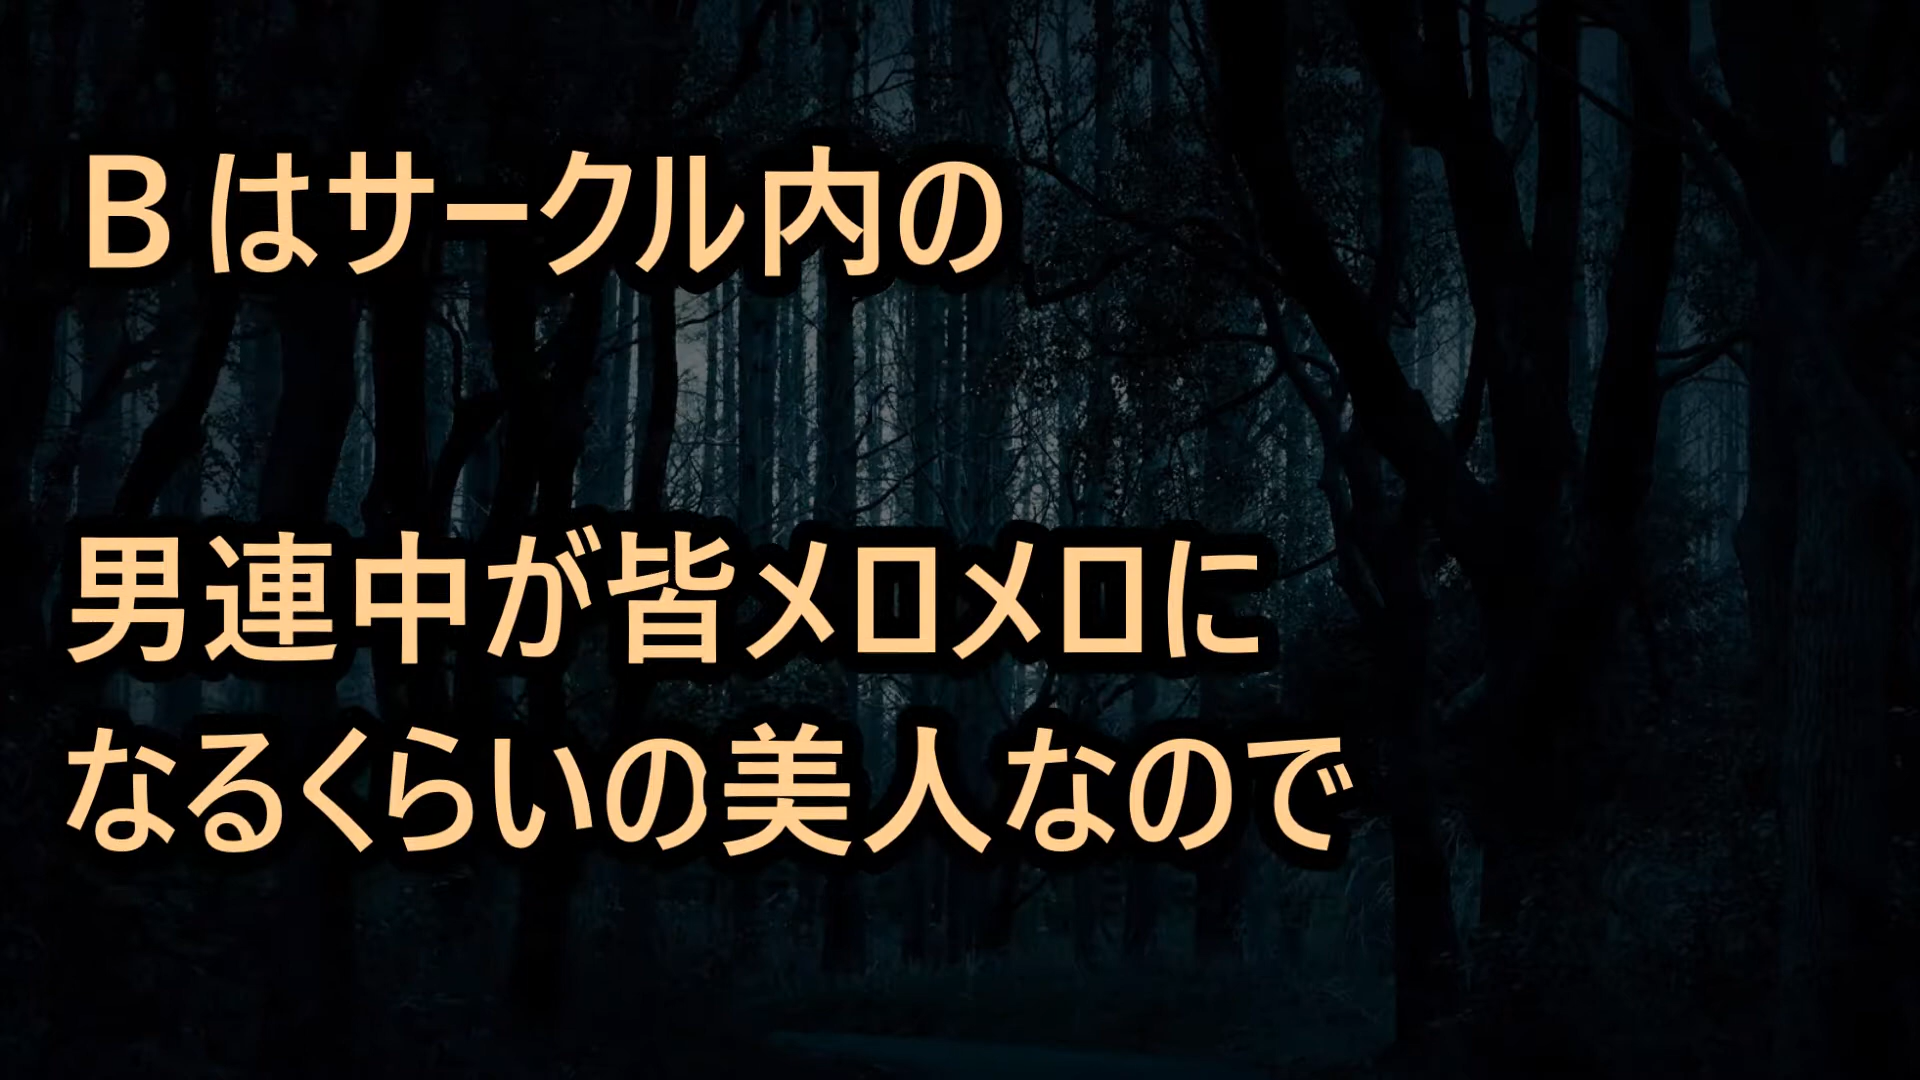 Bはサークル内の
男連中が皆メロメロに
なるくらいの美人なので